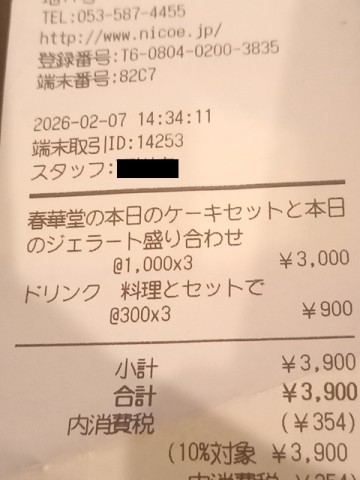 TEL:053-587-4455
http://www.nicoe.jp/
登録番号:T6-0804-0200-3835
端末番号:82C7
2026-02-07 14:34:11
端末取引ID:14253
スタッフ:
春華堂の本日のケーキセットと本日
のジェラート盛り合わせ
@1,000x3 ￥3,000
ドリンク 料理とセットで
@300x3 ￥900
小計 ￥3,900
合計 ￥3,900
内消費税 (￥354)
(10%対象 ￥3,900
内消費税 ￥354)